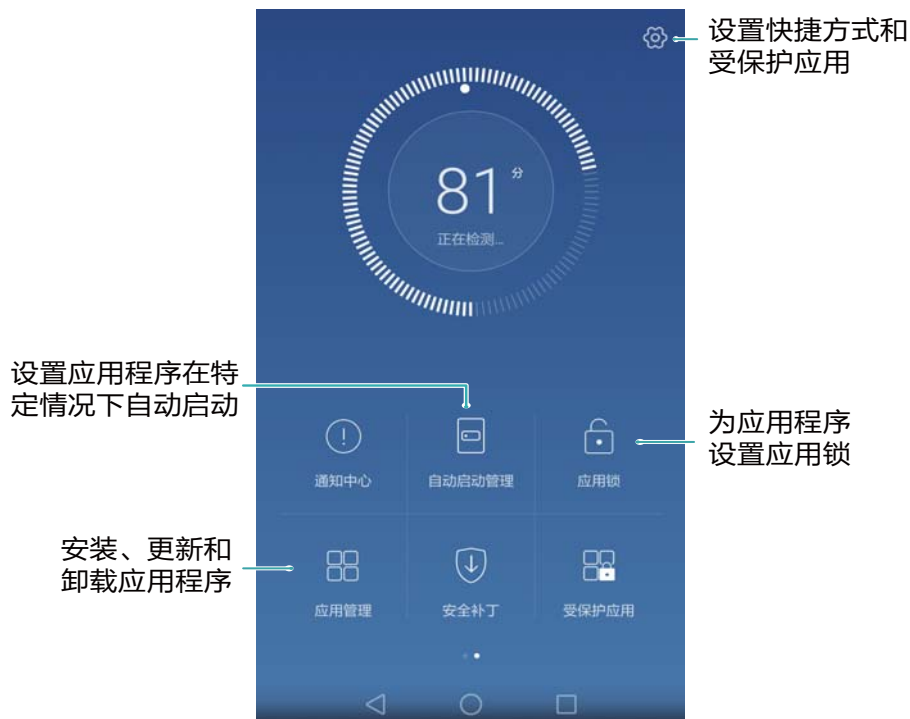 设置快捷方式和
受保护应用
81分
正在检测...
设置应用程序在特
定情况下自动启动
为应用程序
设置应用锁
通知中心
自动启动管理
应用锁
安装、更新和
卸载应用程序
应用管理
安全补丁
受保护应用